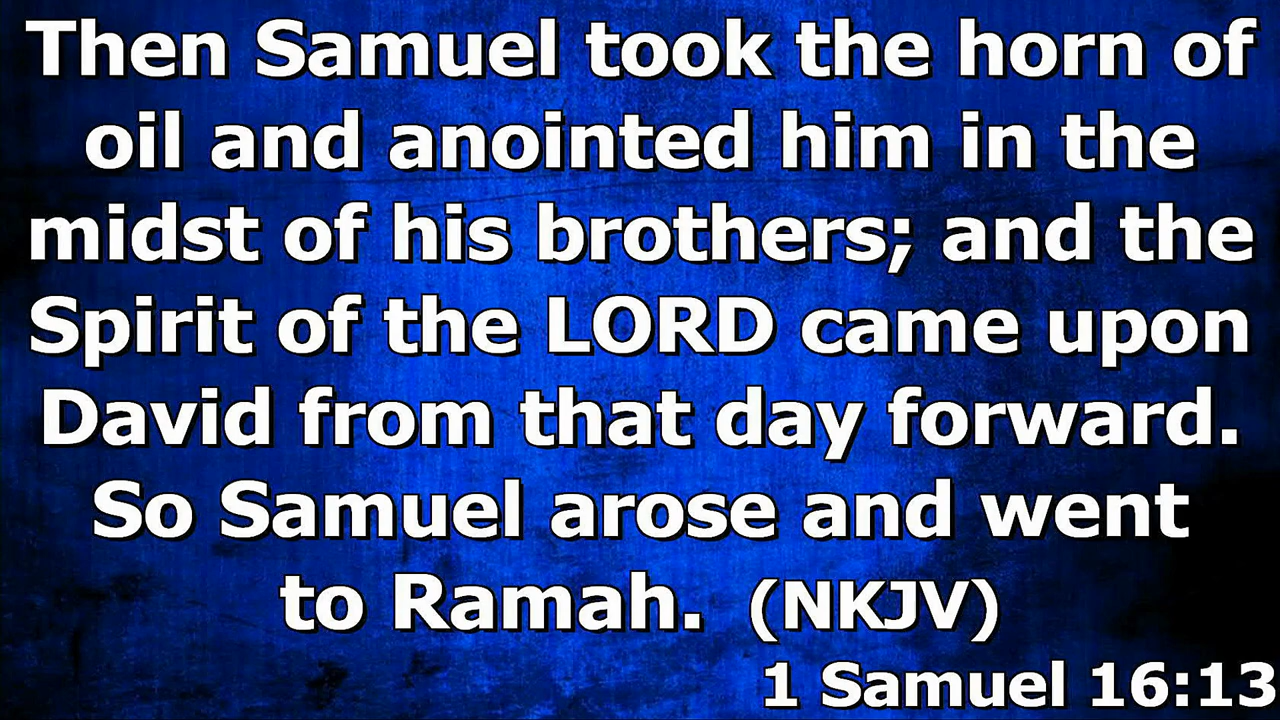 Then Samuel took the horn of
oil and anointed him in the
midst of his brothers; and the
Spirit of the LORD came upon
David from that day forward.
So Samuel arose and went
to Ramah. (NKJV)
1 Samuel 16:13